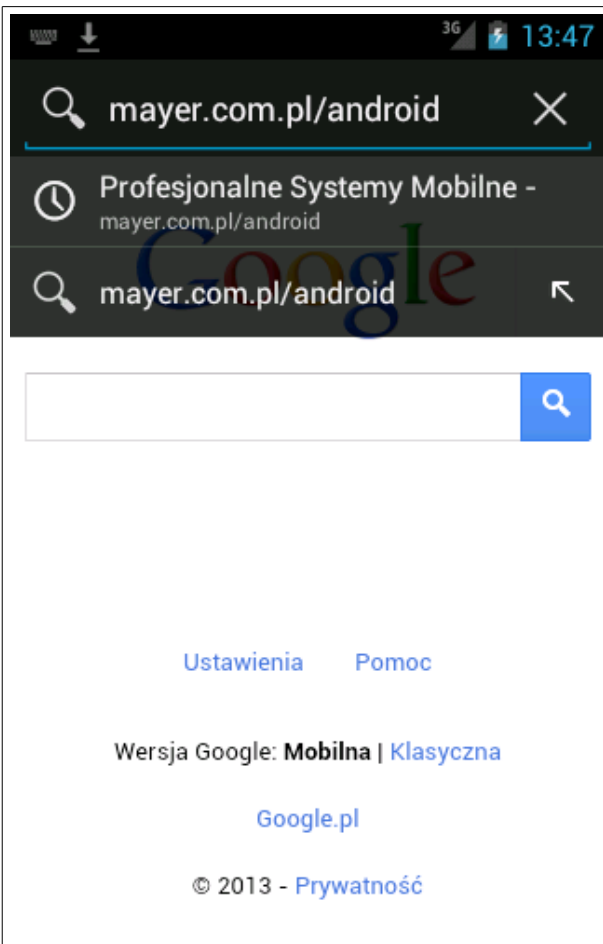 3G 13:47
mayer.com.pl/android
Profesjonalne Systemy Mobilne -
mayer.com.pl/android
Google
mayer.com.pl/android
Ustawienia Pomoc
Wersja Google: Mobilna | Klasyczna
Google.pl
© 2013 - Prywatność